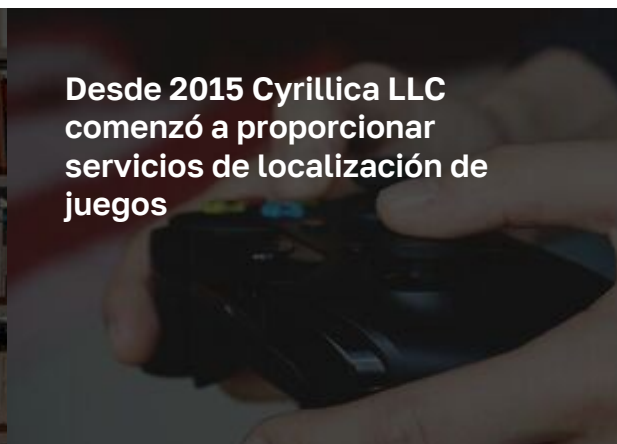 Desde 2015 Cyrillica LLC
comenzó a proporcionar
servicios de localización de
juegos